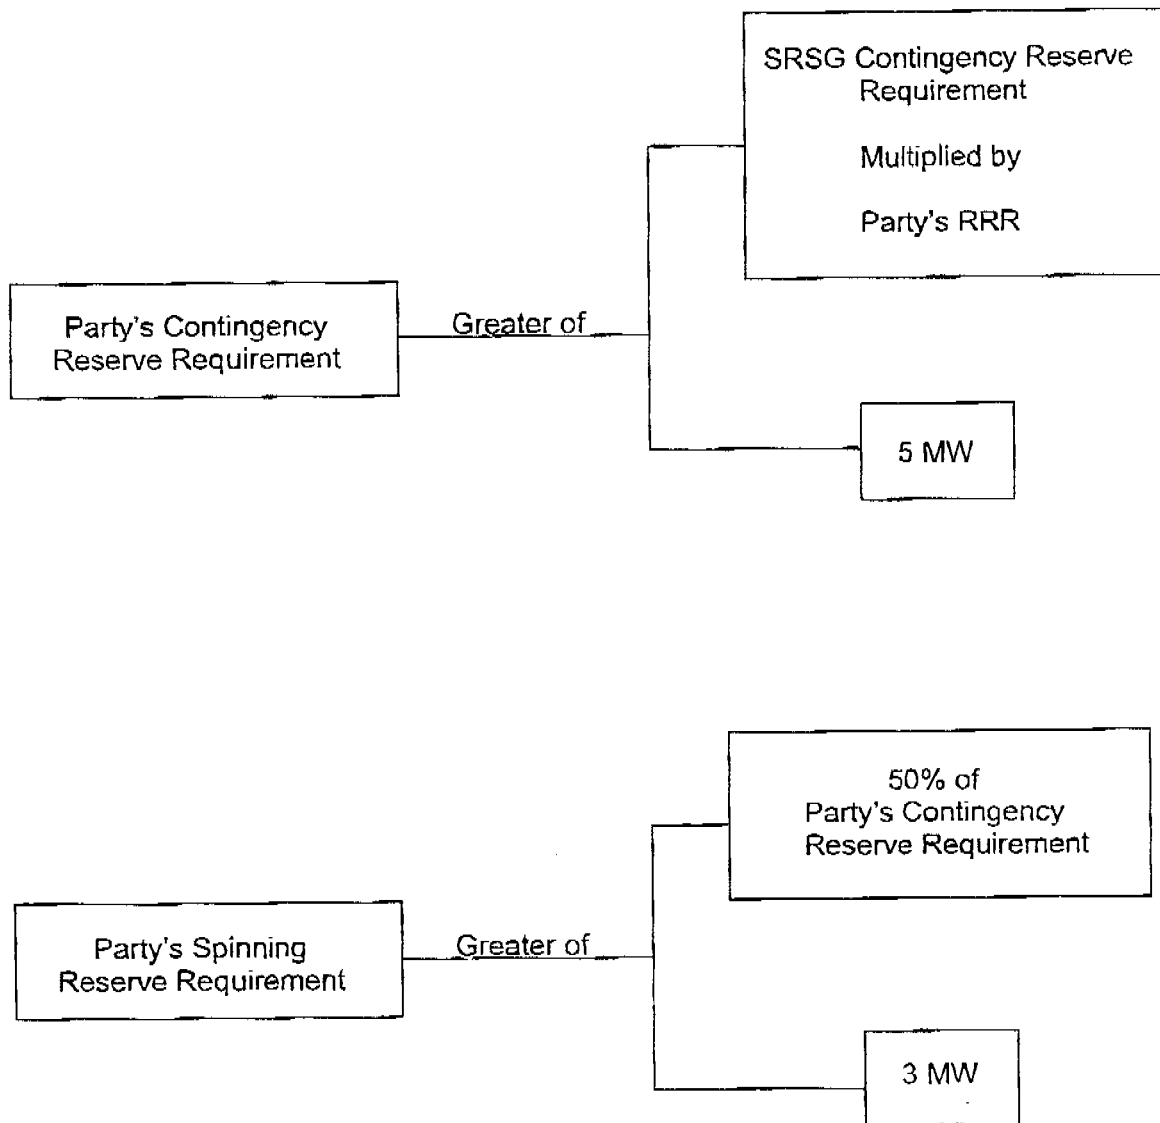 SRSG Contingency Reserve
Requirement
Multiplied by
Party's RRR
Party's Contingency
Reserve Requirement
Greater of
5 MW
50% of
Party's Contingency
Reserve Requirement
Party's Spinning
Reserve Requirement
Greater of
3 MW